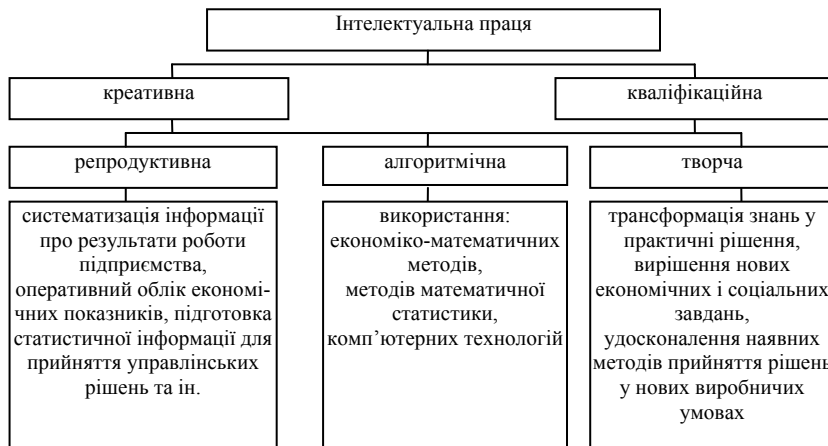 Інтелектуальна праця
креативна
кваліфікаційна
репродуктивна
алгоритмічна
творча
систематизація інформації
про результати роботи
підприємства,
оперативний облік економі-
чних показників, підготовка
статистичної інформації для
прийняття управлінських
рішень та ін.
використання:
економіко-математичних
методів,
методів математичної
статистики,
комп’ютерних технологій
трансформація знань у
практичні рішення,
вирішення нових
економічних і соціальних
завдань,
удосконалення наявних
методів прийняття рішень
у нових виробничих
умовах